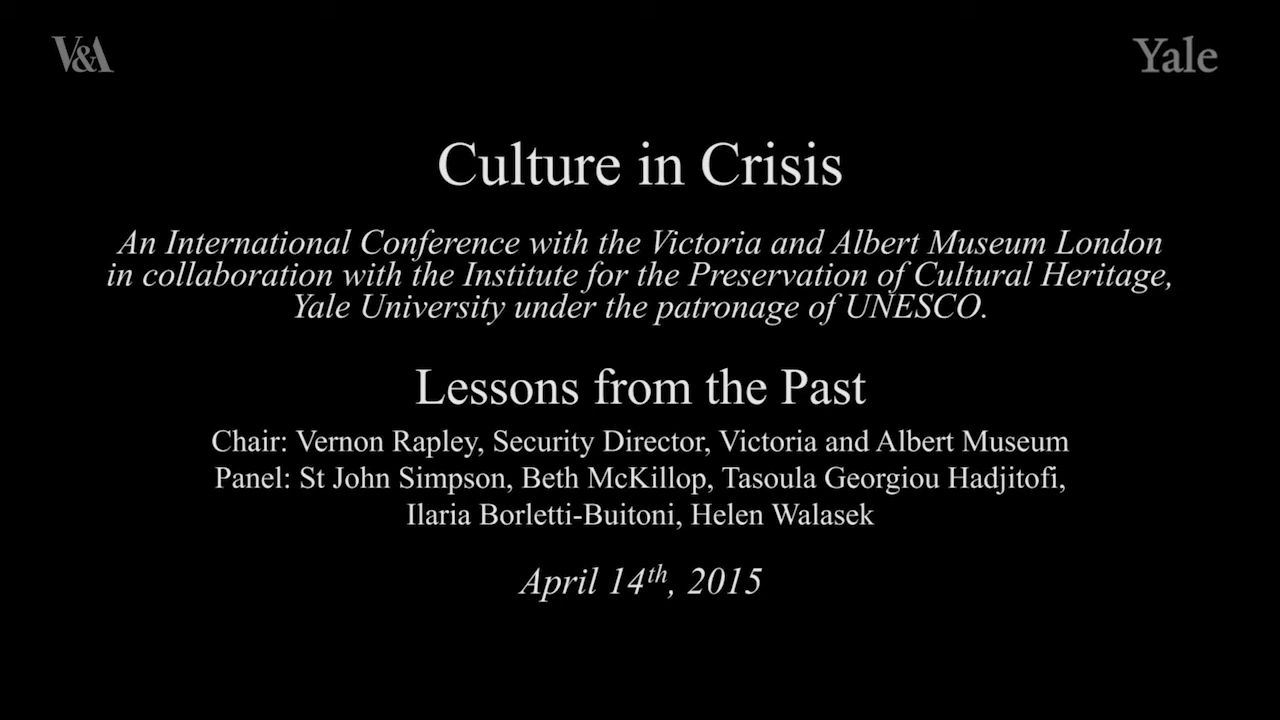 V&A
Yale
Culture in Crisis
An International Conference with the Victoria and Albert Museum London
in collaboration with the Institute for the Preservation of Cultural Heritage,
Yale University under the patronage of UNESCO.
Lessons from the Past
Chair: Vernon Rapley, Security Director, Victoria and Albert Museum
Panel: St John Simpson, Beth McKillop, Tasoula Georgiou Hadjitofi,
Ilaria Borletti-Buitoni, Helen Walasek
April 14th, 2015